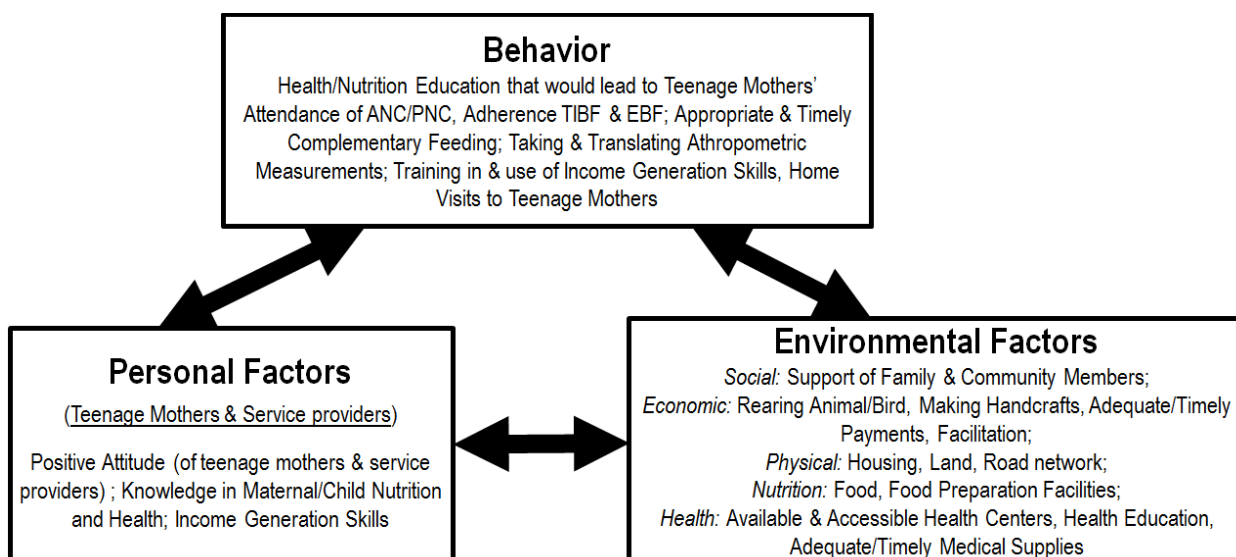 Behavior
Health/Nutrition Education that would lead to Teenage Mothers’
Attendance of ANC/PNC, Adherence TIBF & EBF; Appropriate & Timely
Complementary Feeding; Taking & Translating Athropometric
Measurements; Training in & use of Income Generation Skills, Home
Visits to Teenage Mothers
Personal Factors
(Teenage Mothers & Service providers)
Positive Attitude (of teenage mothers & service
providers) ; Knowledge in Maternal/Child Nutrition
and Health; Income Generation Skills
Environmental Factors
Social: Support of Family & Community Members;
Economic: Rearing Animal/Bird, Making Handcrafts, Adequate/Timely
Payments, Facilitation;
Physical: Housing, Land, Road network;
Nutrition: Food, Food Preparation Facilities;
Health: Available & Accessible Health Centers, Health Education,
Adequate/Timely Medical Supplies